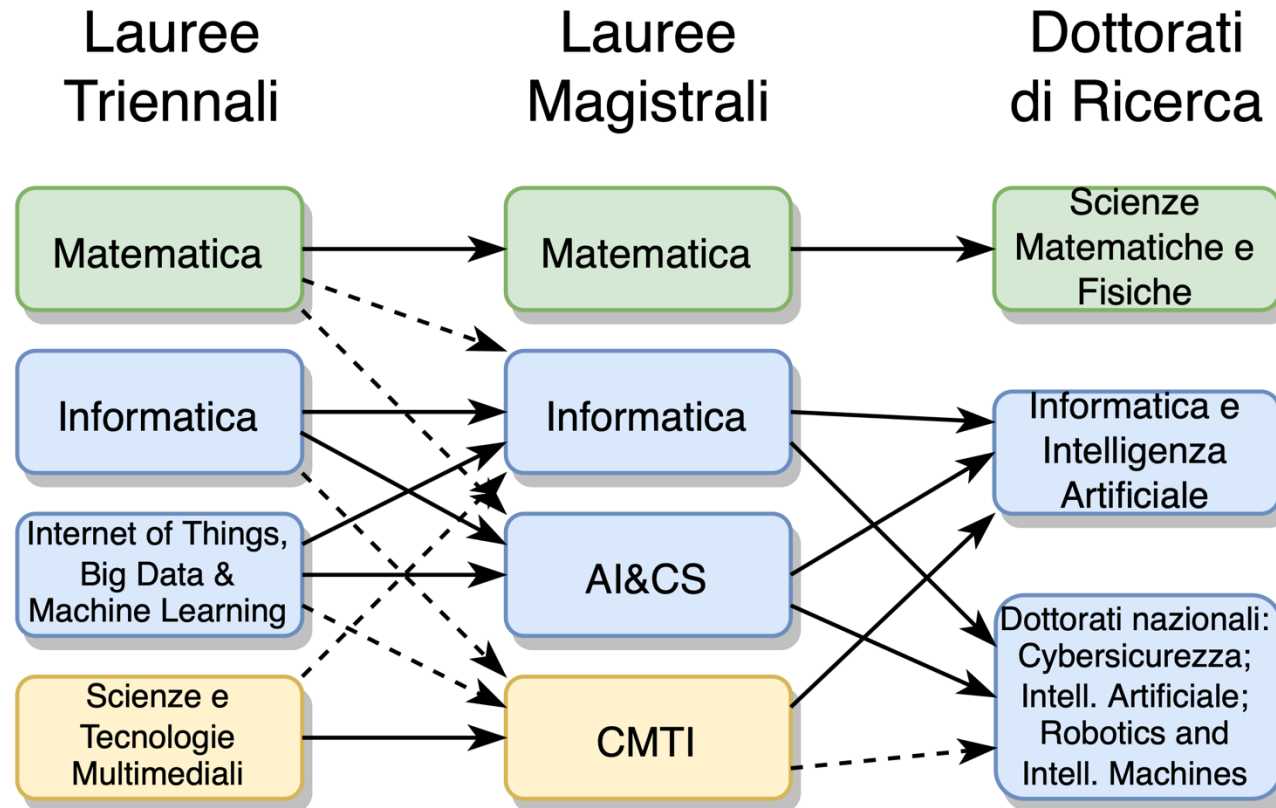 Lauree
Triennali
Lauree
Magistrali
Dottorati
di Ricerca
Matematica
Matematica
Scienze
Matematiche e
Fisiche
Informatica
Informatica
Informatica e
Intelligenza
Artificiale
Internet of Things,
Big Data &
Machine Learning
AI&CS
Dottorati nazionali:
Cybersicurezza;
Intell. Artificiale;
Robotics and
Intell. Machines
Scienze e
Tecnologie
Multimediali
CMTI